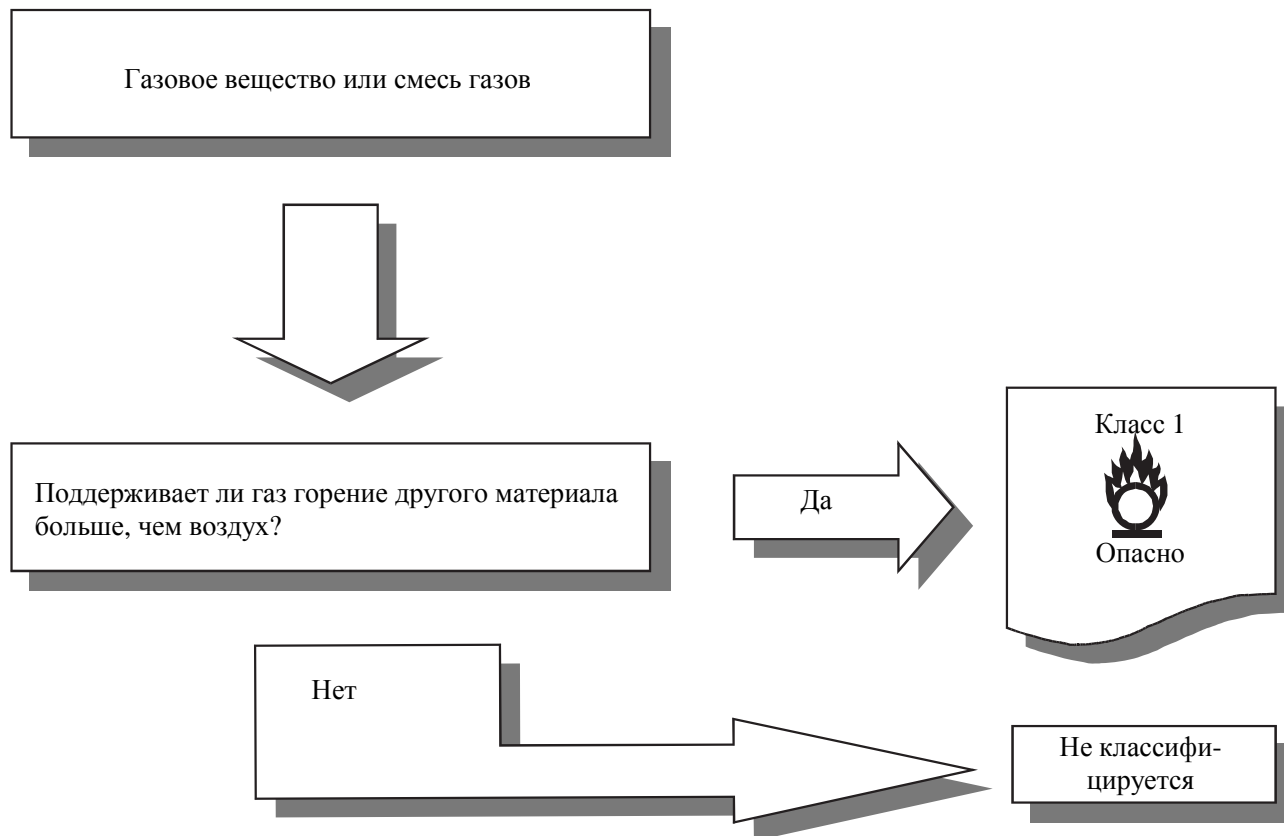 Газовое вещество или смесь газов
Поддерживает ли газ горение другого материала
больше, чем воздух?
Да
Класс 1
Опасно
Нет
Не классифи-
цируется